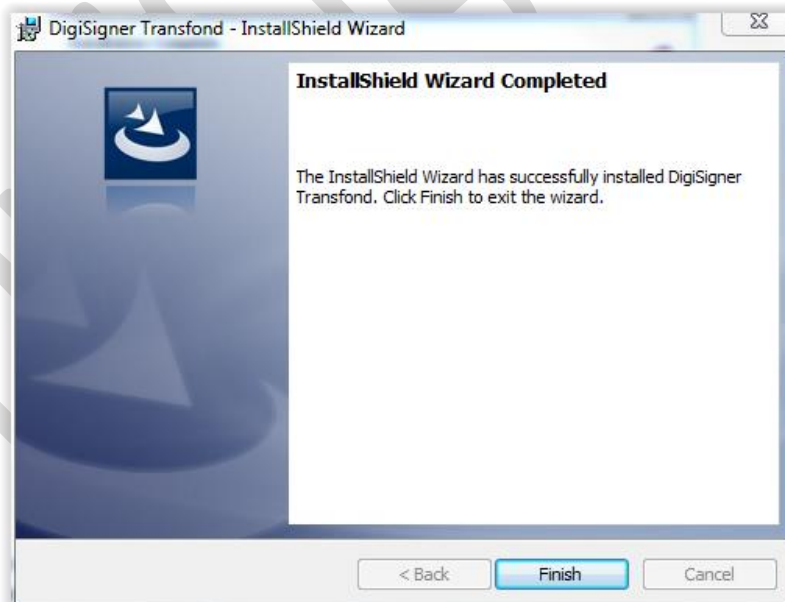 DigiSigner Transfond - InstallShield Wizard
InstallShield Wizard Completed
The InstallShield Wizard has successfully installed DigiSigner
Transfond. Click Finish to exit the wizard.
< Back
Finish
Cancel